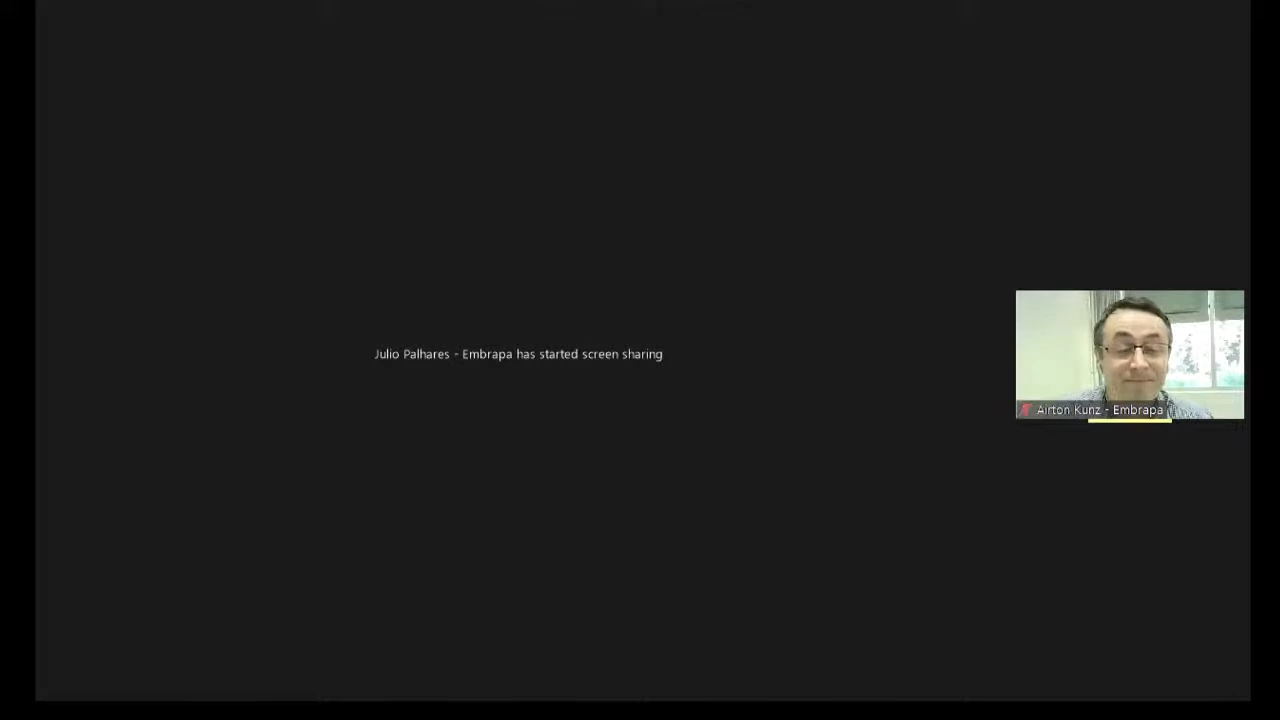 Julio Palhares - Embrapa has started screen sharing
Airton Kunz - Embrapa